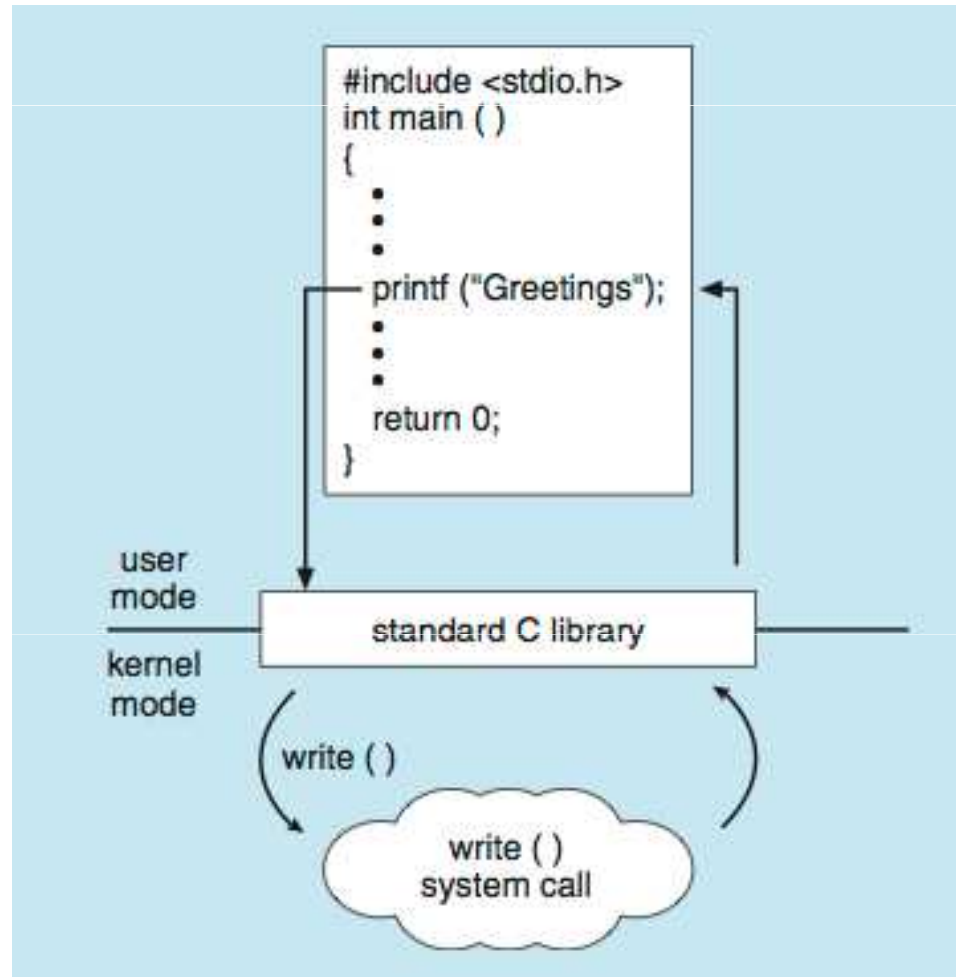 #include <stdio.h>
int main ( )
{
•
•
•
printf ("Greetings");
•
•
•
return 0;
}
user
mode
standard C library
kernel
mode
write ( )
write ( )
system call